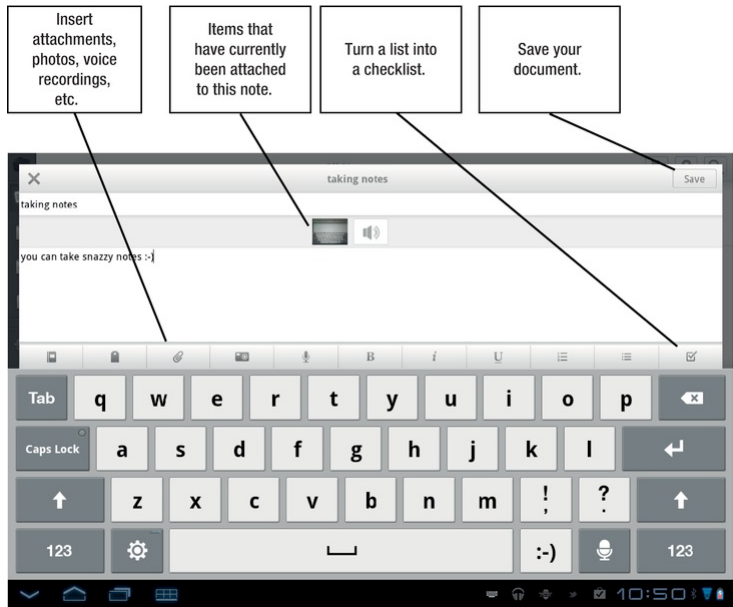 Insert
attachments,
photos, voice
recordings,
etc.
Items that
have currently
been attached
to this note.
Turn a list into
a checklist.
Save your
document.
taking notes
Save
taking notes
you can take snazzy notes :-)
B i U
Tab q w e r t y u i o p
Caps Lock a s d f g h j k l
z x c v b n m ! , ? .
123 :-) 123
10:50